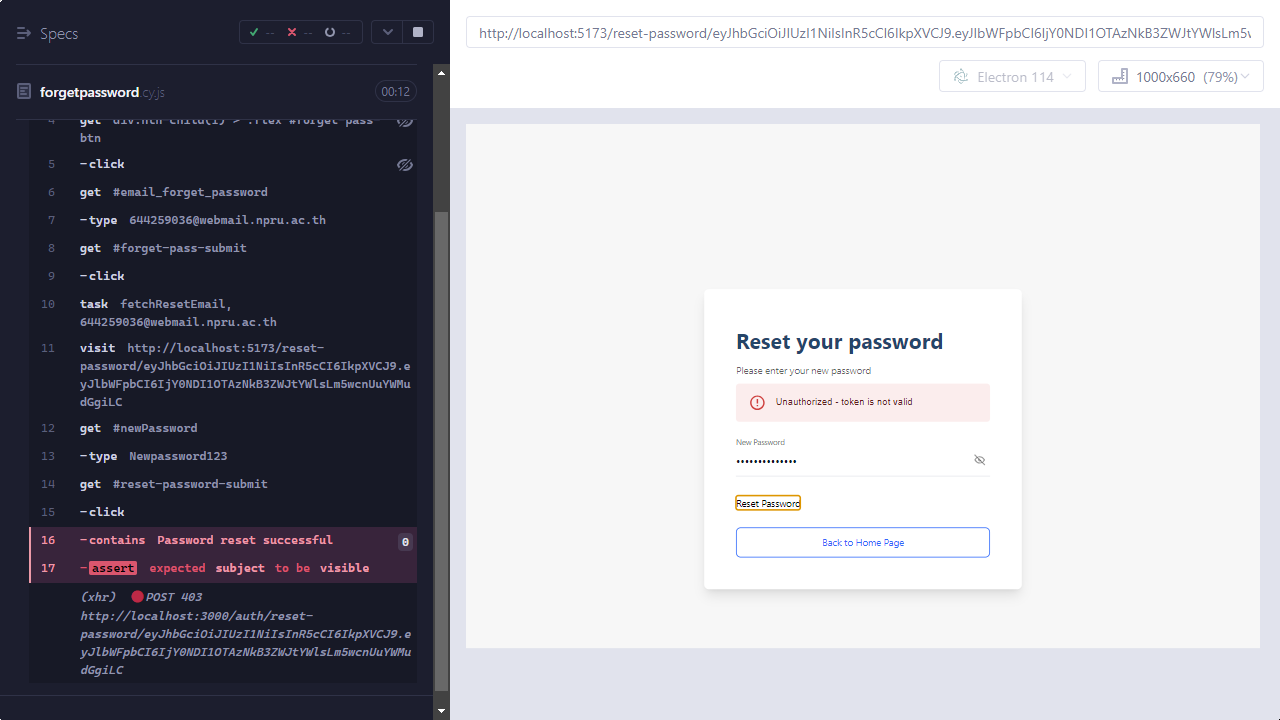 Specs
--
--
--
forgetpassword.cy.js
00:12
4 get div:nth-child(1) > .flex #forget-pass-
btn
5 -click
6 get #email_forget_password
7 -type 644259036@webmail.npru.ac.th
8 get #forget-pass-submit
9 -click
10 task fetchResetEmail,
644259036@webmail.npru.ac.th
11 visit http://localhost:5173/reset-
password/eyJhbGciOiJIUzI1NiIsInR5cCI6IkpXVCJ9.e
yJlbWFpbCI6IjY0NDI1OTAzNkB3ZWJtYWlsLm5wcnUuYWMu
dGgiLC
12 get #newPassword
13 -type Newpassword123
14 get #reset-password-submit
15 -click
16 -contains Password reset successful 0
17 -assert expected subject to be visible
(xhr) POST 403
http://localhost:3000/auth/reset-
password/eyJhbGciOiJIUzI1NiIsInR5cCI6IkpXVCJ9.e
yJlbWFpbCI6IjY0NDI1OTAzNkB3ZWJtYWlsLm5wcnUuYWMu
dGgiLC
http://localhost:5173/reset-password/eyJhbGciOiJIUzI1NiIsInR5cCI6IkpXVCJ9.eyJlbWFpbCI6IjY0NDI1OTAzNkB3ZWJtYWlsLm5w
Electron 114
1000x660 (79%)
Reset your password
Please enter your new password
Unauthorized - token is not valid
New Password
••••••••••••••
Reset Password
Back to Home Page